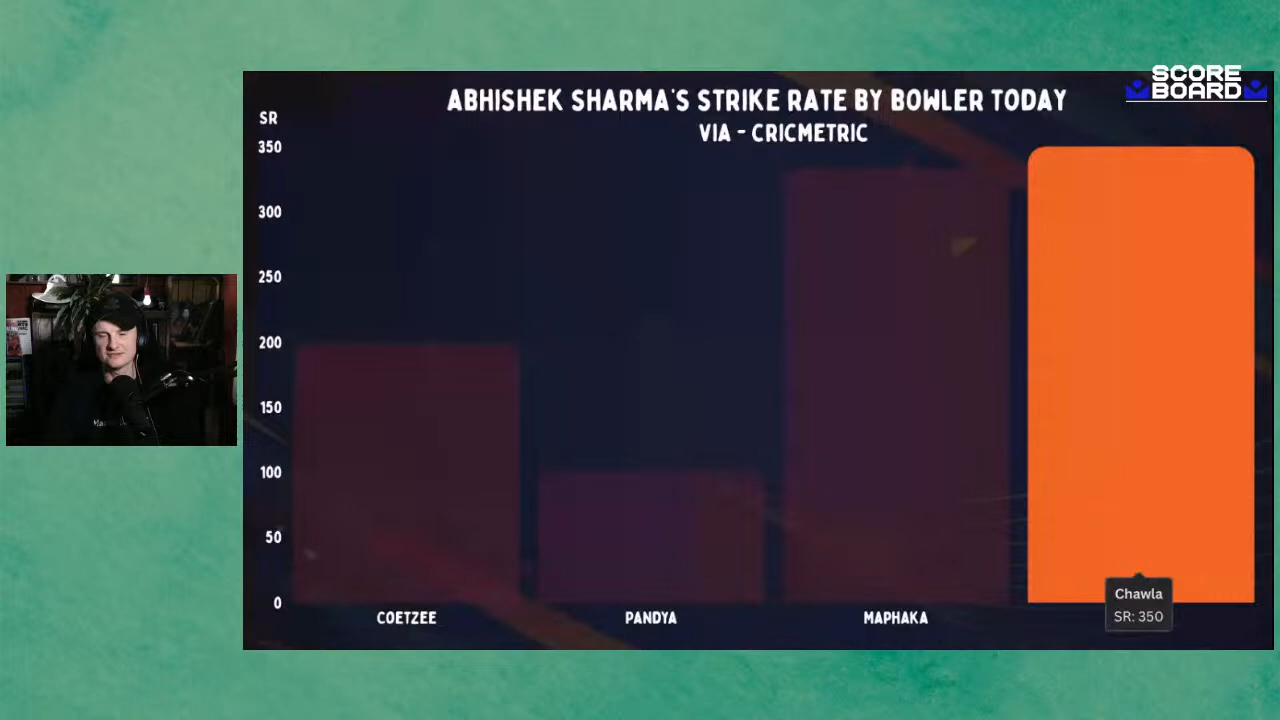 SCORE
BOARD
ABHISHEK SHARMA'S STRIKE RATE BY BOWLER TODAY
VIA - CRICMETRIC
SR
350
300
250
200
150
100
50
0
COETZEE
PANDYA
MAPHAKA
Chawla
SR: 350